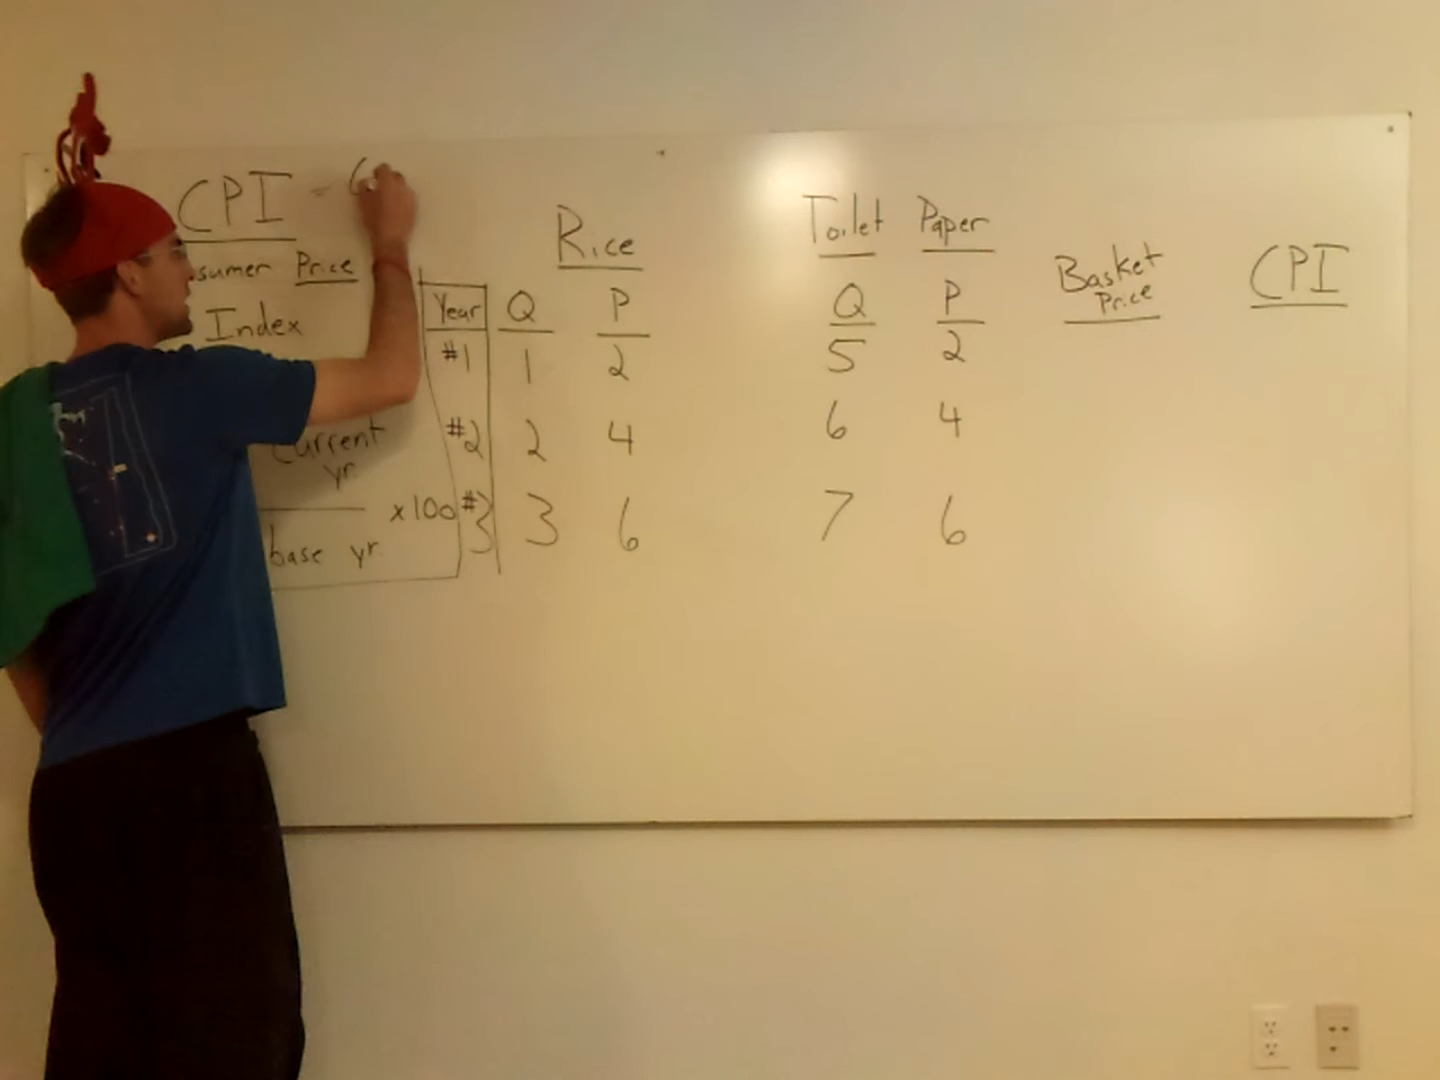 CPI =
Price
Index
Current
yr.
x100
base yr.
Rice
Toilet Paper
Basket
Price
CPI
Year Q P Q P
#1 1 2 5 2
#2 2 4 6 4
#3 3 6 7 6